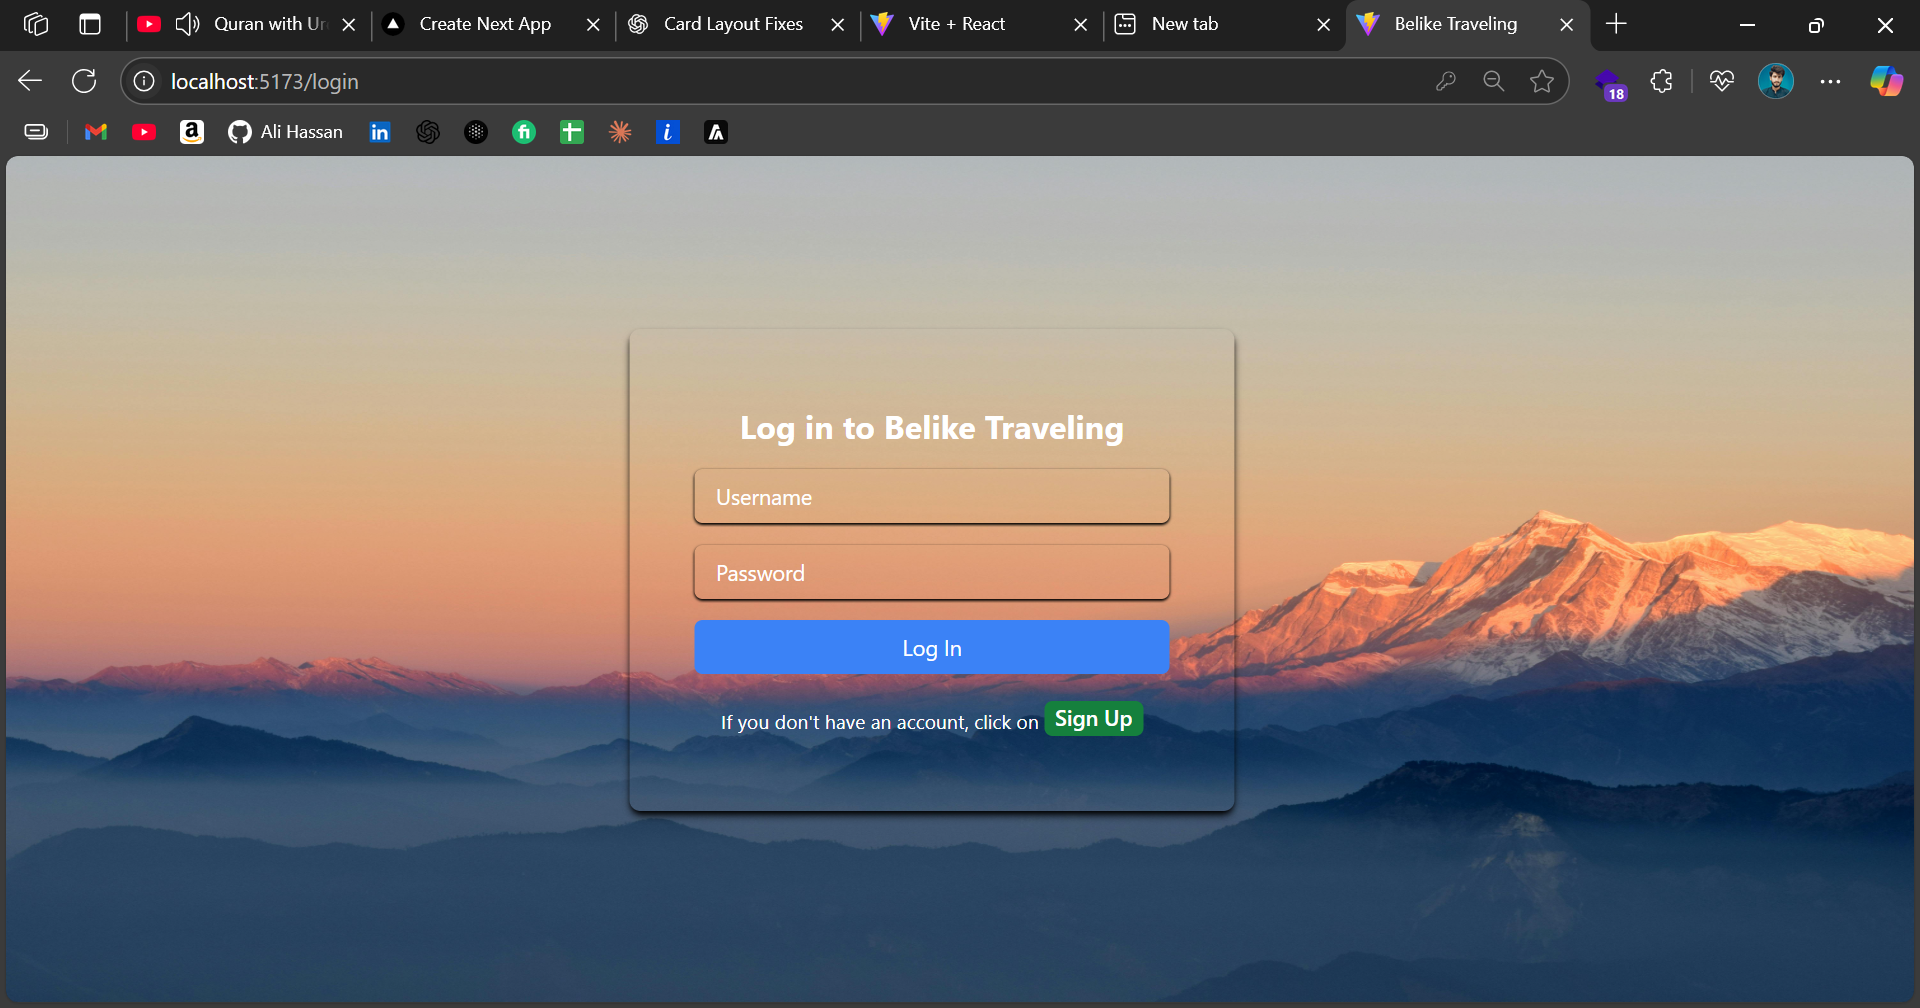 Quran with Ur
Create Next App
Card Layout Fixes
Vite + React
New tab
Belike Traveling
localhost:5173/login
18
a
Ali Hassan
in
fi
i
Log in to Belike Traveling
Username
Password
Log In
If you don't have an account, click on Sign Up